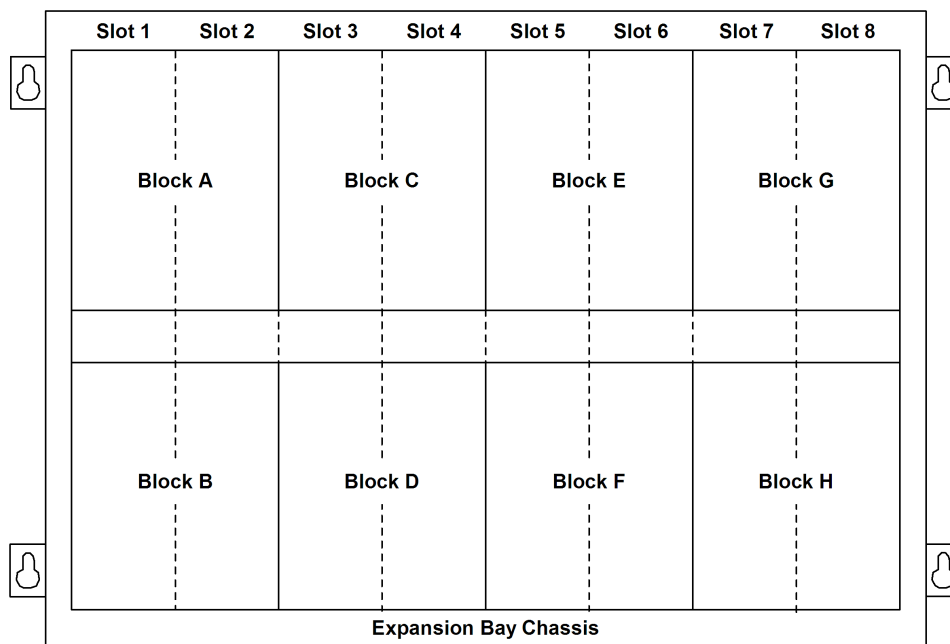 Slot 1 Slot 2 Slot 3 Slot 4 Slot 5 Slot 6 Slot 7 Slot 8
Block A Block C Block E Block G
Block B Block D Block F Block H
Expansion Bay Chassis